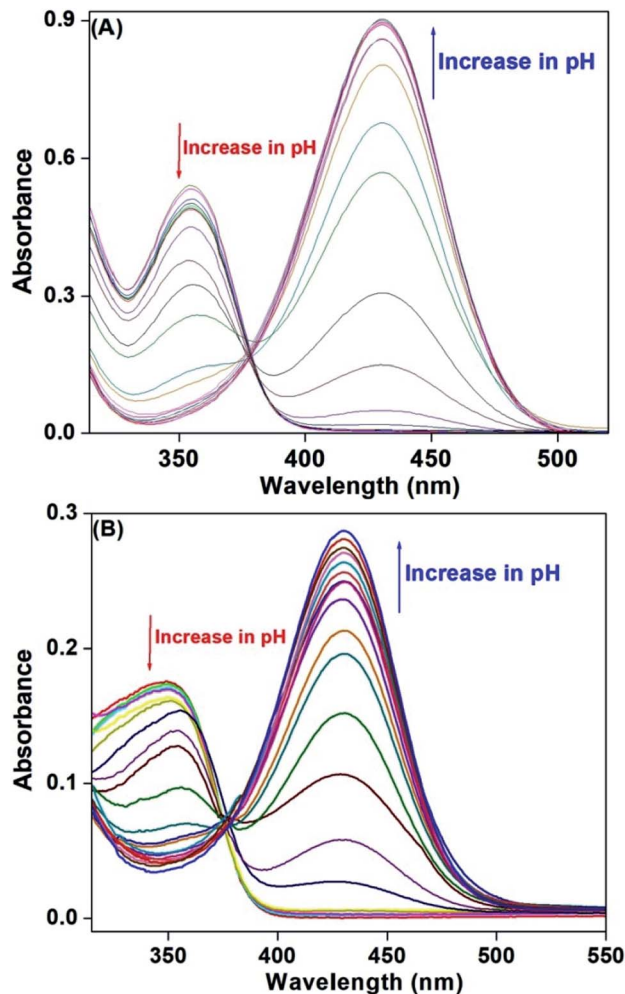 (A)
0.9
Increase in pH
0.6
Increase in pH
Absorbance
0.3
0.0
350 400 450 500
Wavelength (nm)
(B)
0.3
Increase in pH
Increase in pH
0.2
Absorbance
0.1
0.0
350 400 450 500 550
Wavelength (nm)